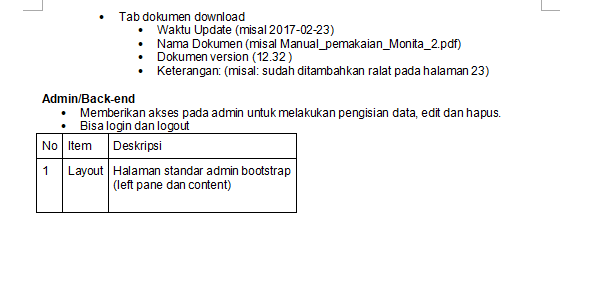 • Tab dokumen download
• Waktu Update (misal 2017-02-23)
• Nama Dokumen (misal Manual_pemakaian_Monita_2.pdf)
• Dokumen version (12.32 )
• Keterangan: (misal: sudah ditambahkan ralat pada halaman 23)
Admin/Back-end
• Memberikan akses pada admin untuk melakukan pengisian data, edit dan hapus.
• Bisa login dan logout
No Item Deskripsi
1 Layout Halaman standar admin bootstrap
(left pane dan content)